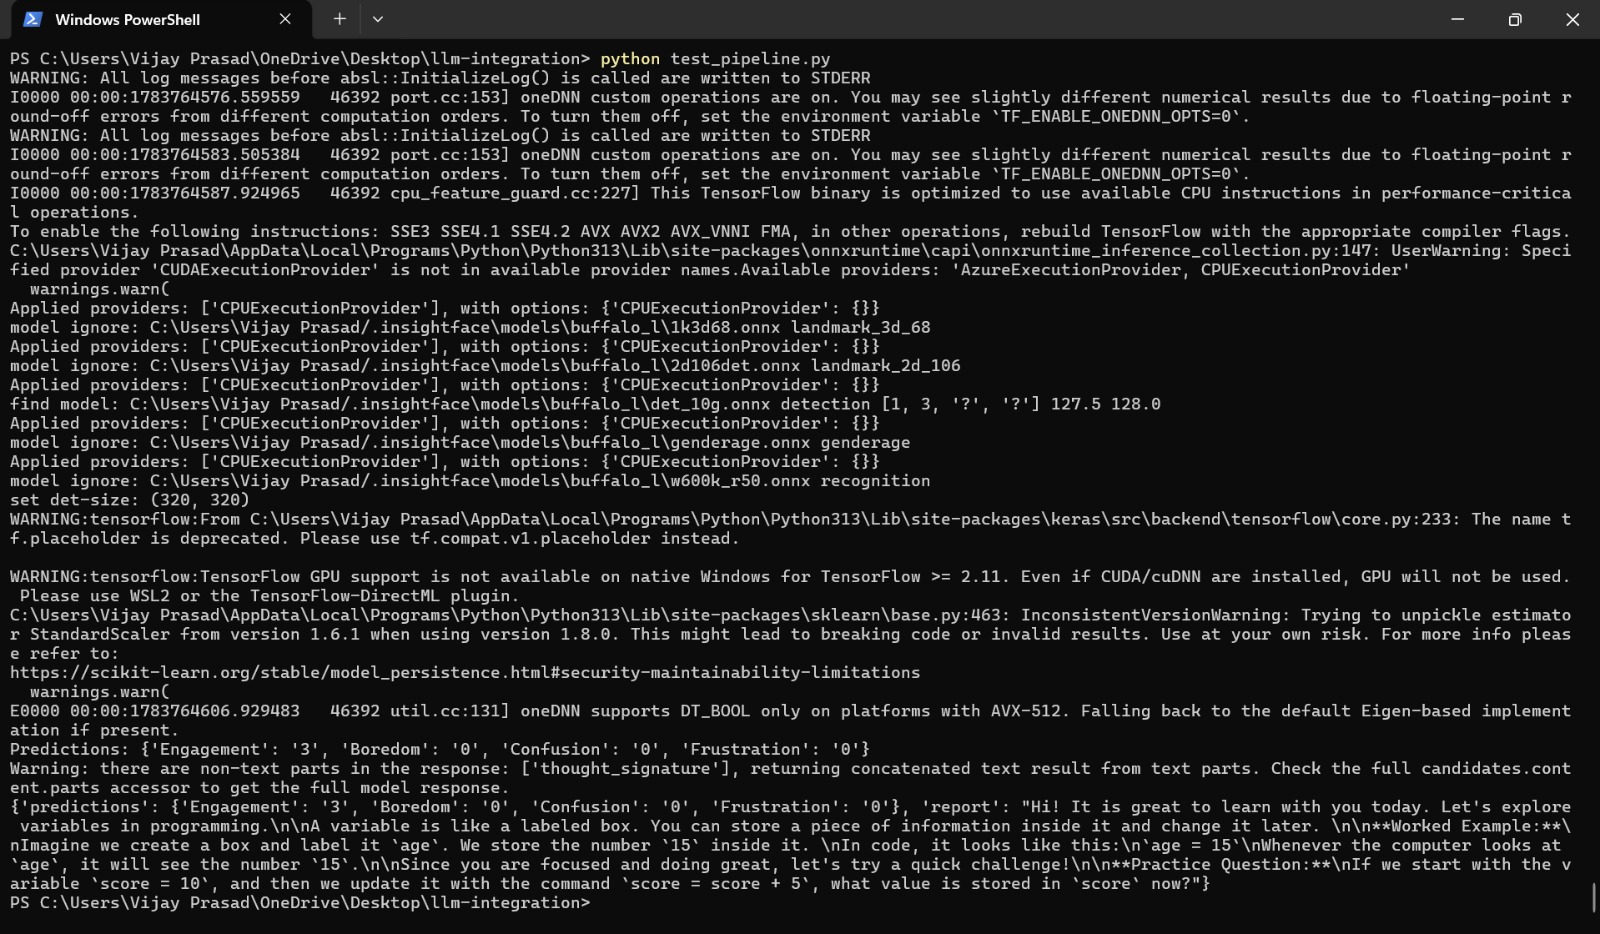 Windows PowerShell
PS C:\Users\Vijay Prasad\OneDrive\Desktop\llm-integration> python test_pipeline.py
WARNING: All log messages before absl::InitializeLog() is called are written to STDERR
I0000 00:00:1783764576.559559   46392 port.cc:153] oneDNN custom operations are on. You may see slightly different numerical results due to floating-point r
ound-off errors from different computation orders. To turn them off, set the environment variable `TF_ENABLE_ONEDNN_OPTS=0`.
WARNING: All log messages before absl::InitializeLog() is called are written to STDERR
I0000 00:00:1783764583.505384   46392 port.cc:153] oneDNN custom operations are on. You may see slightly different numerical results due to floating-point r
ound-off errors from different computation orders. To turn them off, set the environment variable `TF_ENABLE_ONEDNN_OPTS=0`.
I0000 00:00:1783764587.924965   46392 cpu_feature_guard.cc:227] This TensorFlow binary is optimized to use available CPU instructions in performance-critica
l operations.
To enable the following instructions: SSE3 SSE4.1 SSE4.2 AVX AVX2 AVX_VNNI FMA, in other operations, rebuild TensorFlow with the appropriate compiler flags.
C:\Users\Vijay Prasad\AppData\Local\Programs\Python\Python313\Lib\site-packages\onnxruntime\capi\onnxruntime_inference_collection.py:147: UserWarning: Speci
fied provider 'CUDAExecutionProvider' is not in available provider names.Available providers: 'AzureExecutionProvider, CPUExecutionProvider'
  warnings.warn(
Applied providers: ['CPUExecutionProvider'], with options: {'CPUExecutionProvider': {}}
model ignore: C:\Users\Vijay Prasad/.insightface\models\buffalo_l\1k3d68.onnx landmark_3d_68
Applied providers: ['CPUExecutionProvider'], with options: {'CPUExecutionProvider': {}}
model ignore: C:\Users\Vijay Prasad/.insightface\models\buffalo_l\2d106det.onnx landmark_2d_106
Applied providers: ['CPUExecutionProvider'], with options: {'CPUExecutionProvider': {}}
find model: C:\Users\Vijay Prasad/.insightface\models\buffalo_l\det_10g.onnx detection [1, 3, '?', '?'] 127.5 128.0
Applied providers: ['CPUExecutionProvider'], with options: {'CPUExecutionProvider': {}}
model ignore: C:\Users\Vijay Prasad/.insightface\models\buffalo_l\genderage.onnx genderage
Applied providers: ['CPUExecutionProvider'], with options: {'CPUExecutionProvider': {}}
model ignore: C:\Users\Vijay Prasad/.insightface\models\buffalo_l\w600k_r50.onnx recognition
set det-size: (320, 320)
WARNING:tensorflow:From C:\Users\Vijay Prasad\AppData\Local\Programs\Python\Python313\Lib\site-packages\keras\src\backend\tensorflow\core.py:233: The name t
f.placeholder is deprecated. Please use tf.compat.v1.placeholder instead.
WARNING:tensorflow:TensorFlow GPU support is not available on native Windows for TensorFlow >= 2.11. Even if CUDA/cuDNN are installed, GPU will not be used.
 Please use WSL2 or the TensorFlow-DirectML plugin.
C:\Users\Vijay Prasad\AppData\Local\Programs\Python\Python313\Lib\site-packages\sklearn\base.py:463: InconsistentVersionWarning: Trying to unpickle estimato
r StandardScaler from version 1.6.1 when using version 1.8.0. This might lead to breaking code or invalid results. Use at your own risk. For more info pleas
e refer to:
https://scikit-learn.org/stable/model_persistence.html#security-maintainability-limitations
  warnings.warn(
E0000 00:00:1783764606.929483   46392 util.cc:131] oneDNN supports DT_BOOL only on platforms with AVX-512. Falling back to the default Eigen-based implement
ation if present.
Predictions: {'Engagement': '3', 'Boredom': '0', 'Confusion': '0', 'Frustration': '0'}
Warning: there are non-text parts in the response: ['thought_signature'], returning concatenated text result from text parts. Check the full candidates.cont
ent.parts accessor to get the full model response.
{'predictions': {'Engagement': '3', 'Boredom': '0', 'Confusion': '0', 'Frustration': '0'}, 'report': "Hi! It is great to learn with you today. Let's explore
 variables in programming.\n\nA variable is like a labeled box. You can store a piece of information inside it and change it later. \n\n**Worked Example:**\
nImagine we create a box and label it `age`. We store the number `15` inside it. \nIn code, it looks like this:\n`age = 15`\nWhenever the computer looks at
`age`, it will see the number `15`.\n\nSince you are focused and doing great, let's try a quick challenge!\n\n**Practice Question:**\nIf we start with the v
ariable `score = 10`, and then we update it with the command `score = score + 5`, what value is stored in `score` now?"}
PS C:\Users\Vijay Prasad\OneDrive\Desktop\llm-integration>